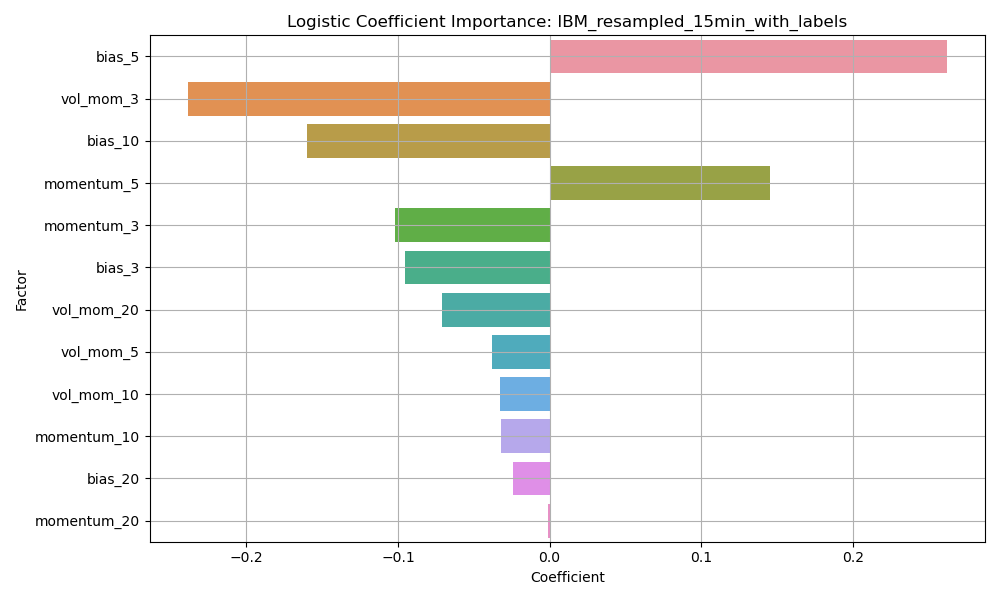 Logistic Coefficient Importance: IBM_resampled_15min_with_labels
bias_5
vol_mom_3
bias_10
momentum_5
momentum_3
bias_3
vol_mom_20
vol_mom_5
vol_mom_10
momentum_10
bias_20
momentum_20
Factor
−0.2 −0.1 0.0 0.1 0.2
Coefficient